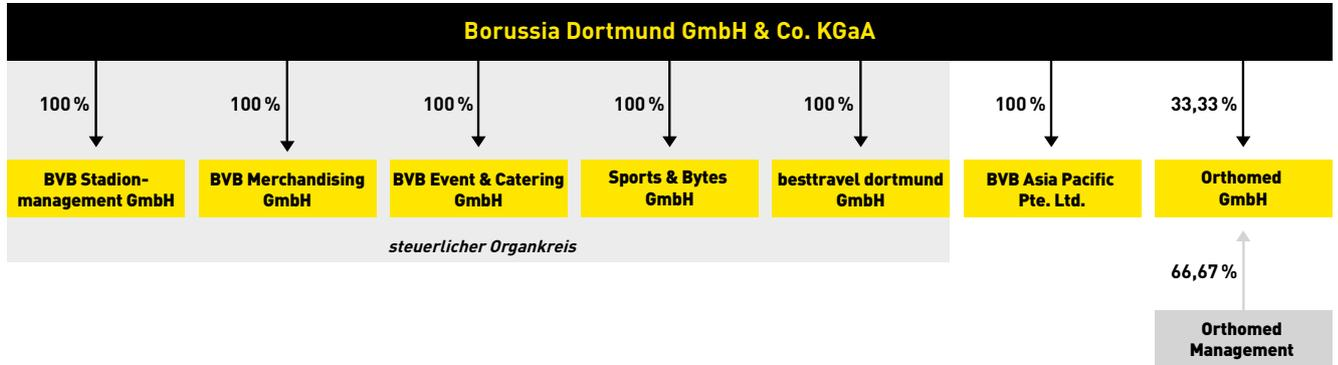 Borussia Dortmund GmbH & Co. KGaA
100 %
100 %
100 %
100 %
100 %
100 %
33,33 %
BVB Stadion-
management GmbH
BVB Merchandising
GmbH
BVB Event & Catering
GmbH
Sports & Bytes
GmbH
besttravel dortmund
GmbH
BVB Asia Pacific
Pte. Ltd.
Orthomed
GmbH
steuerlicher Organkreis
66,67 %
Orthomed
Management